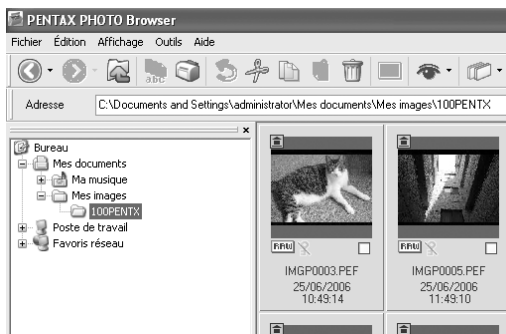 PENTAX PHOTO Browser
Fichier Édition Affichage Outils Aide
abc
Adresse C:\Documents and Settings\administrator\Mes documents\Mes images\100PENTX
Bureau
Mes documents
Ma musique
Mes images
100PENTX
Poste de travail
Favoris réseau
RAW
IMGP0003.PEF
25/06/2006
10:49:14
RAW
IMGP0005.PEF
25/06/2006
11:49:10